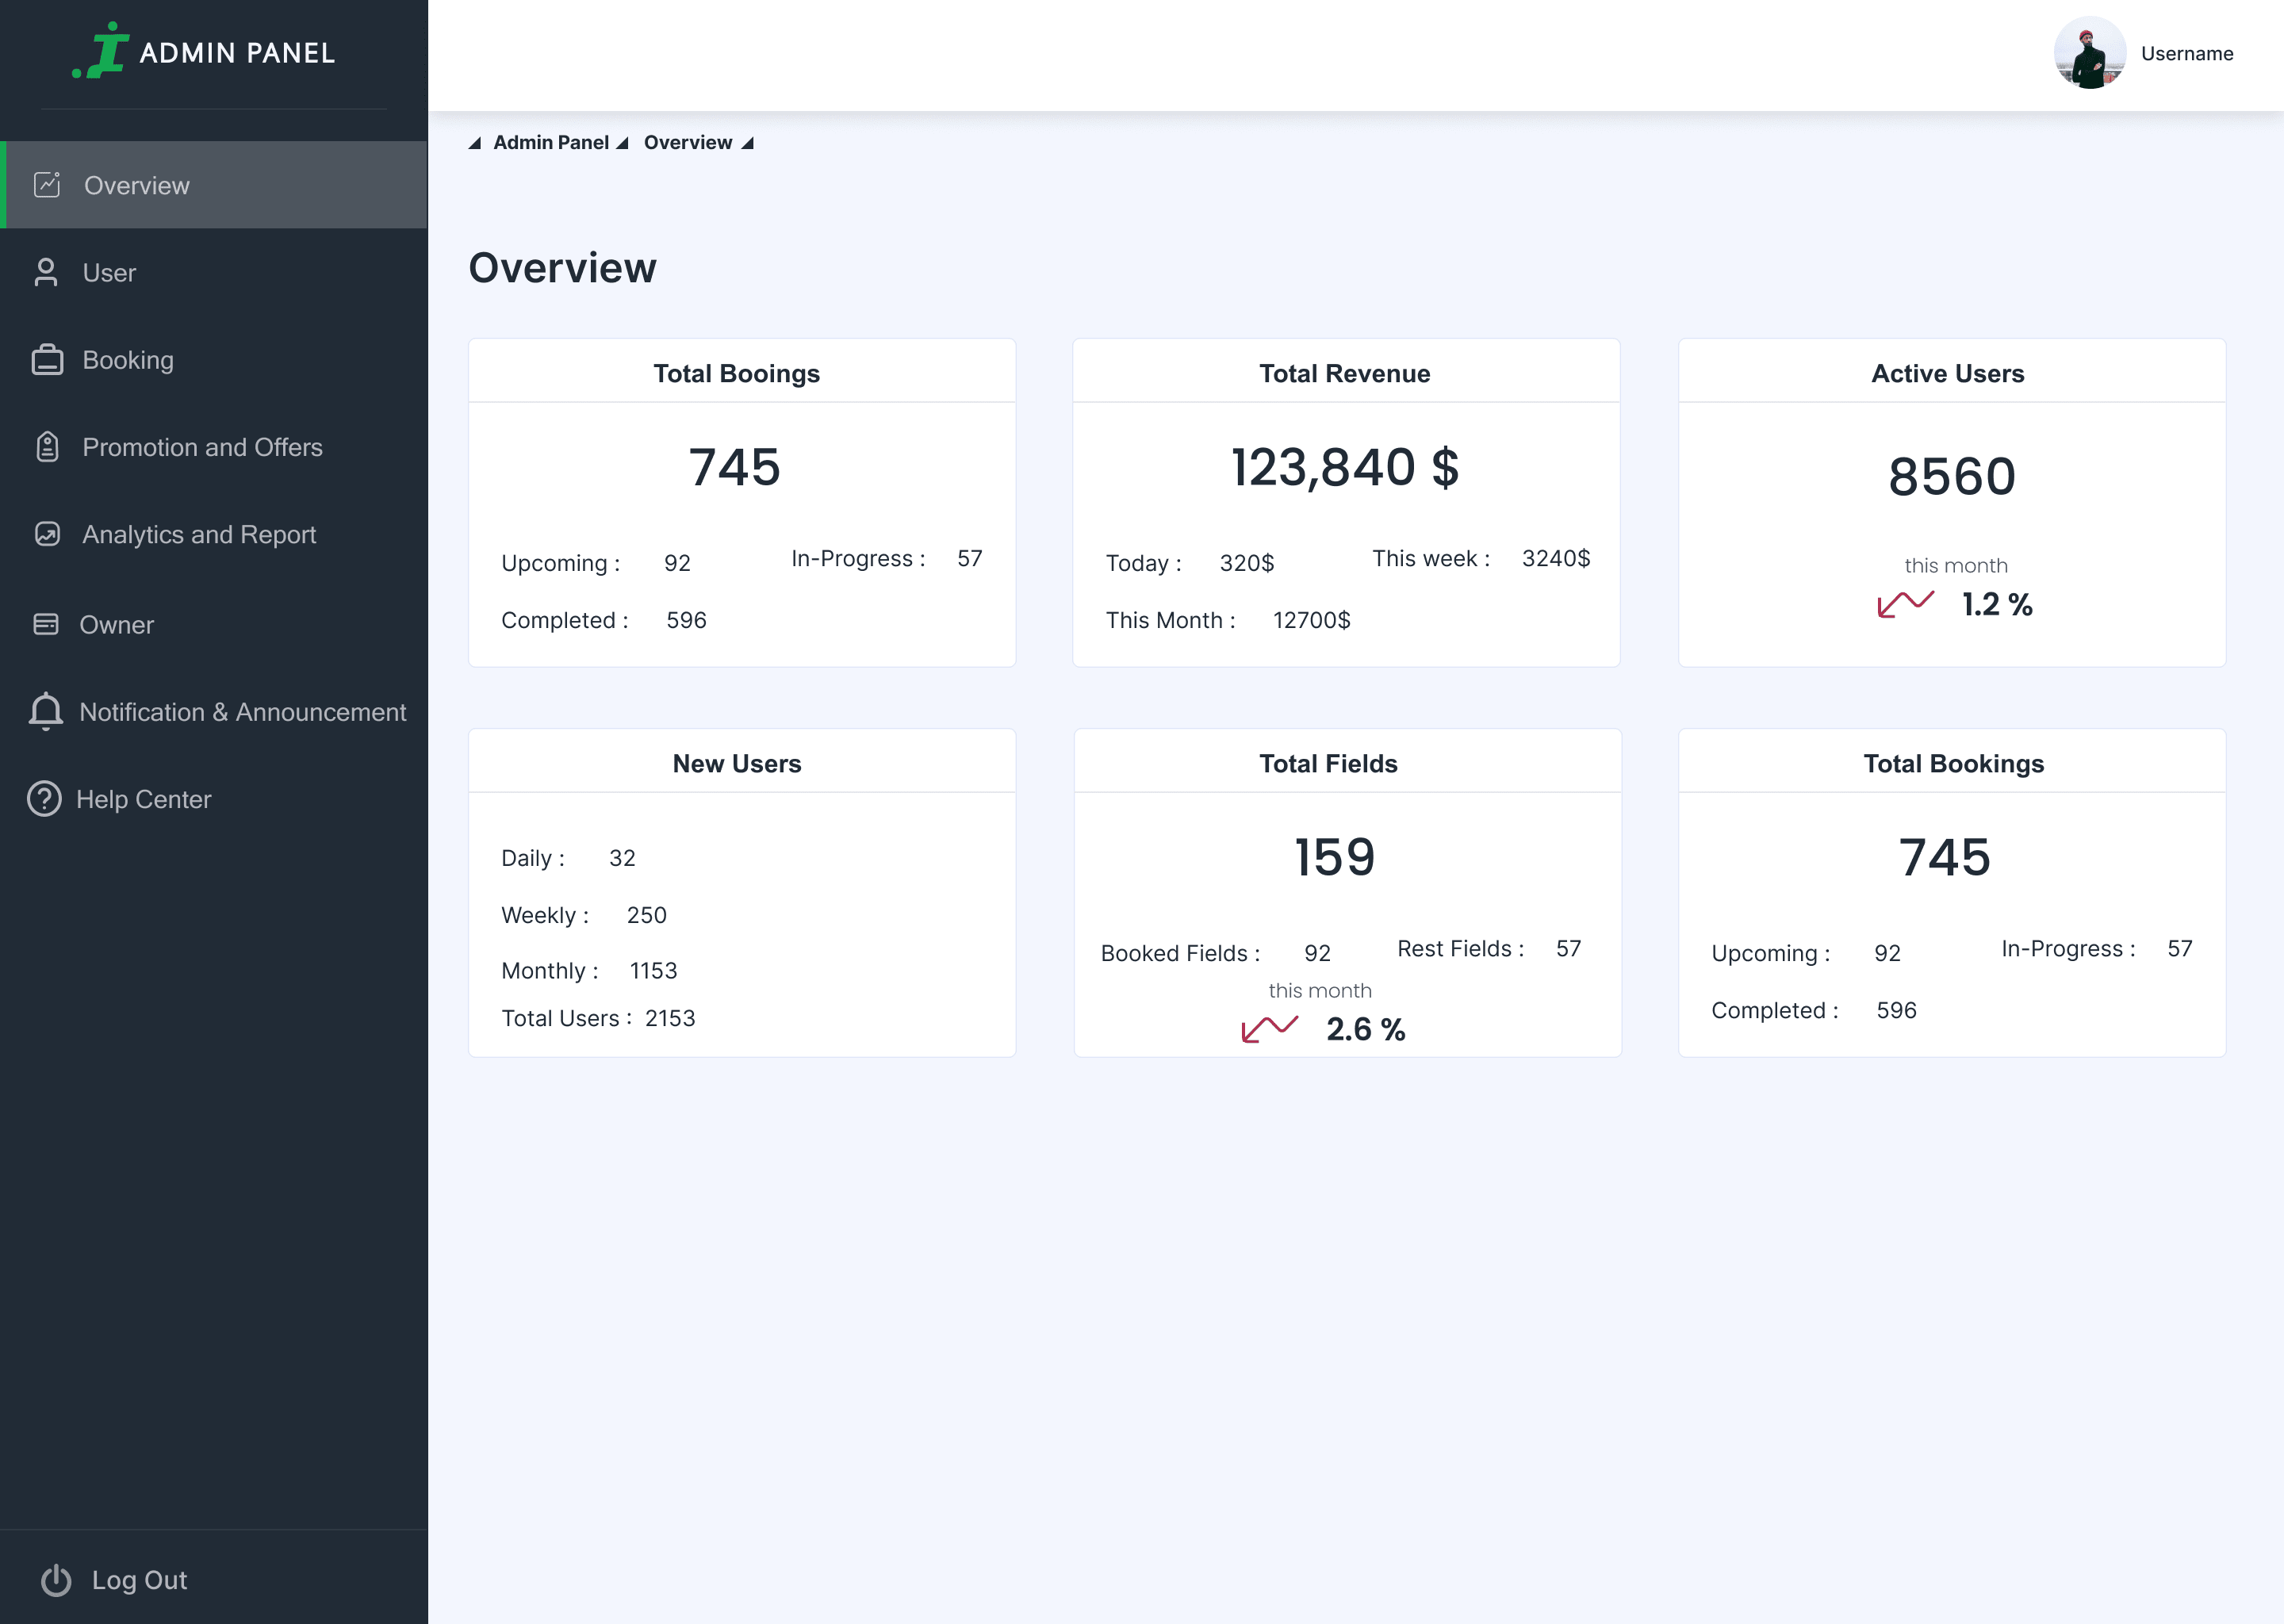 ADMIN PANEL
Username
Admin Panel Overview
Overview
User
Booking
Promotion and Offers
Analytics and Report
Owner
Notification & Announcement
Help Center
Log Out
Overview
Total Booings
745
Upcoming : 92 In-Progress : 57
Completed : 596
Total Revenue
123,840 $
Today : 320$ This week : 3240$
This Month : 12700$
Active Users
8560
this month
1.2 %
New Users
Daily : 32
Weekly : 250
Monthly : 1153
Total Users : 2153
Total Fields
159
Booked Fields : 92 Rest Fields : 57
this month
2.6 %
Total Bookings
745
Upcoming : 92 In-Progress : 57
Completed : 596